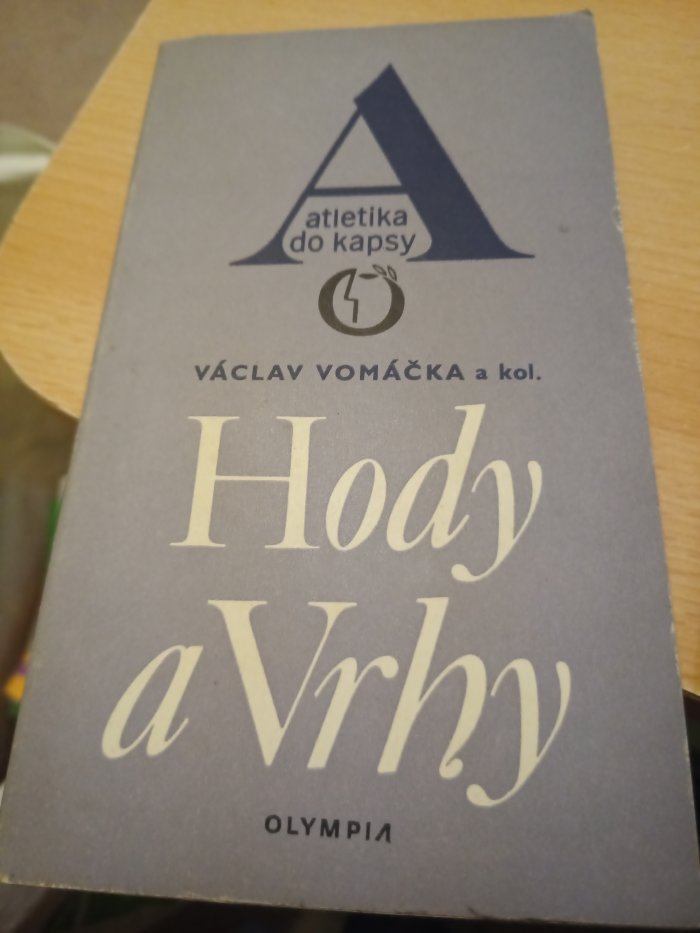 A
atletika
do kapsy
VÁCLAV VOMÁČKA a kol.
Hody
a Vrhy
OLYMPIA